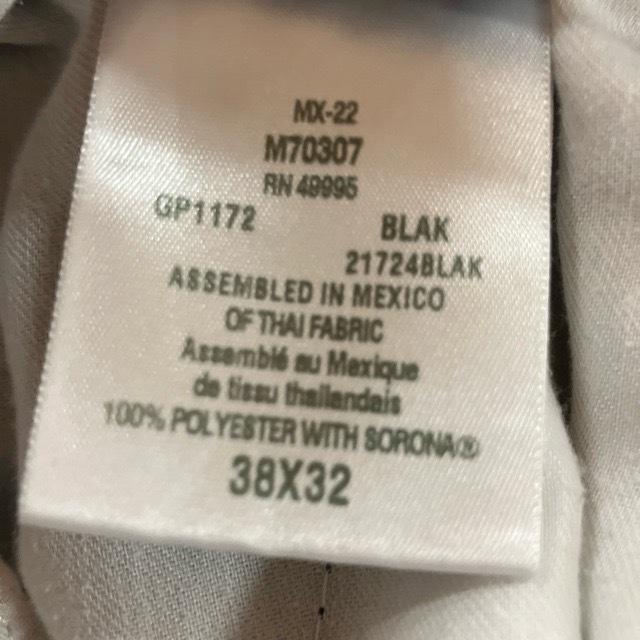 MX-22
M70307
RN 49995
GP1172 BLAK
21724BLAK
ASSEMBLED IN MEXICO
OF THAI FABRIC
Assemblé au Mexique
de tissu thaïlandais
100% POLYESTER WITH SORONA®
38X32